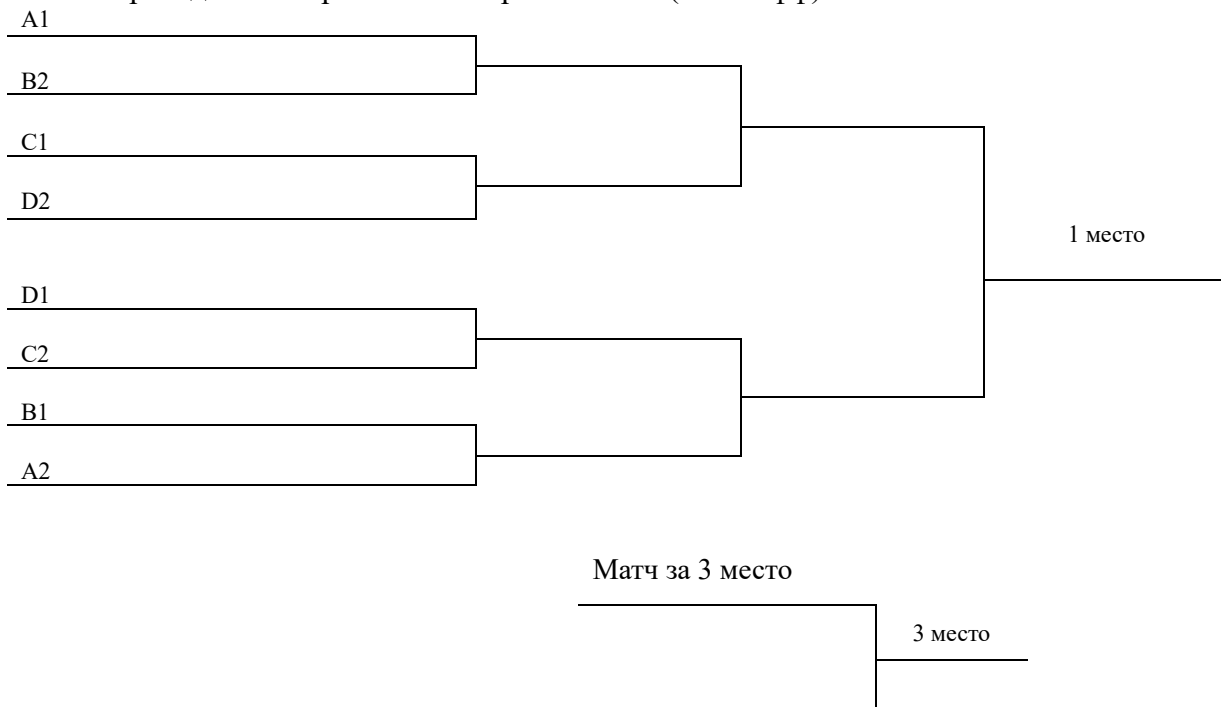 A1
B2
C1
D2
1 место
D1
C2
B1
A2
Матч за 3 место
3 место